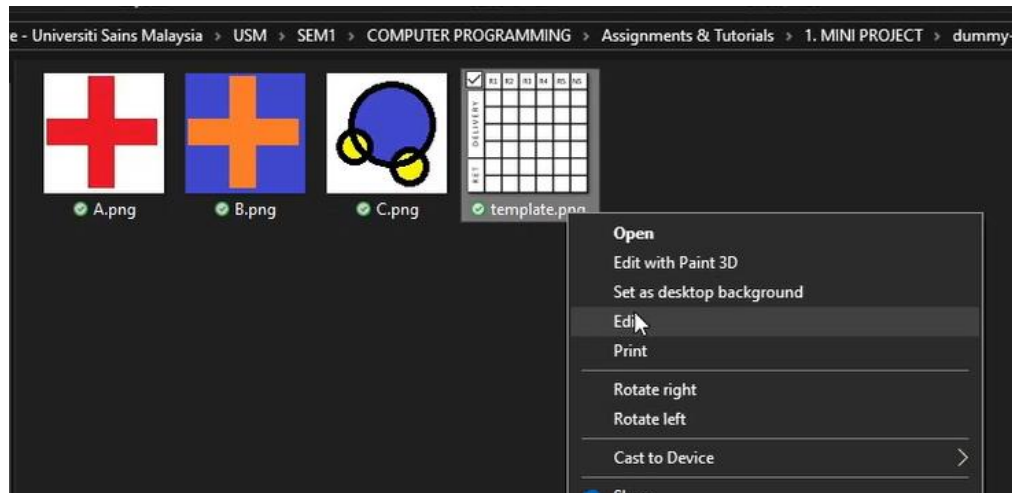 e - Universiti Sains Malaysia > USM > SEM1 > COMPUTER PROGRAMMING > Assignments & Tutorials > 1. MINI PROJECT > dummy-
R1 R2 R3 R4 R5 NS
DELIVERY
RET
A.png
B.png
C.png
template.png
Open
Edit with Paint 3D
Set as desktop background
Edit
Print
Rotate right
Rotate left
Cast to Device